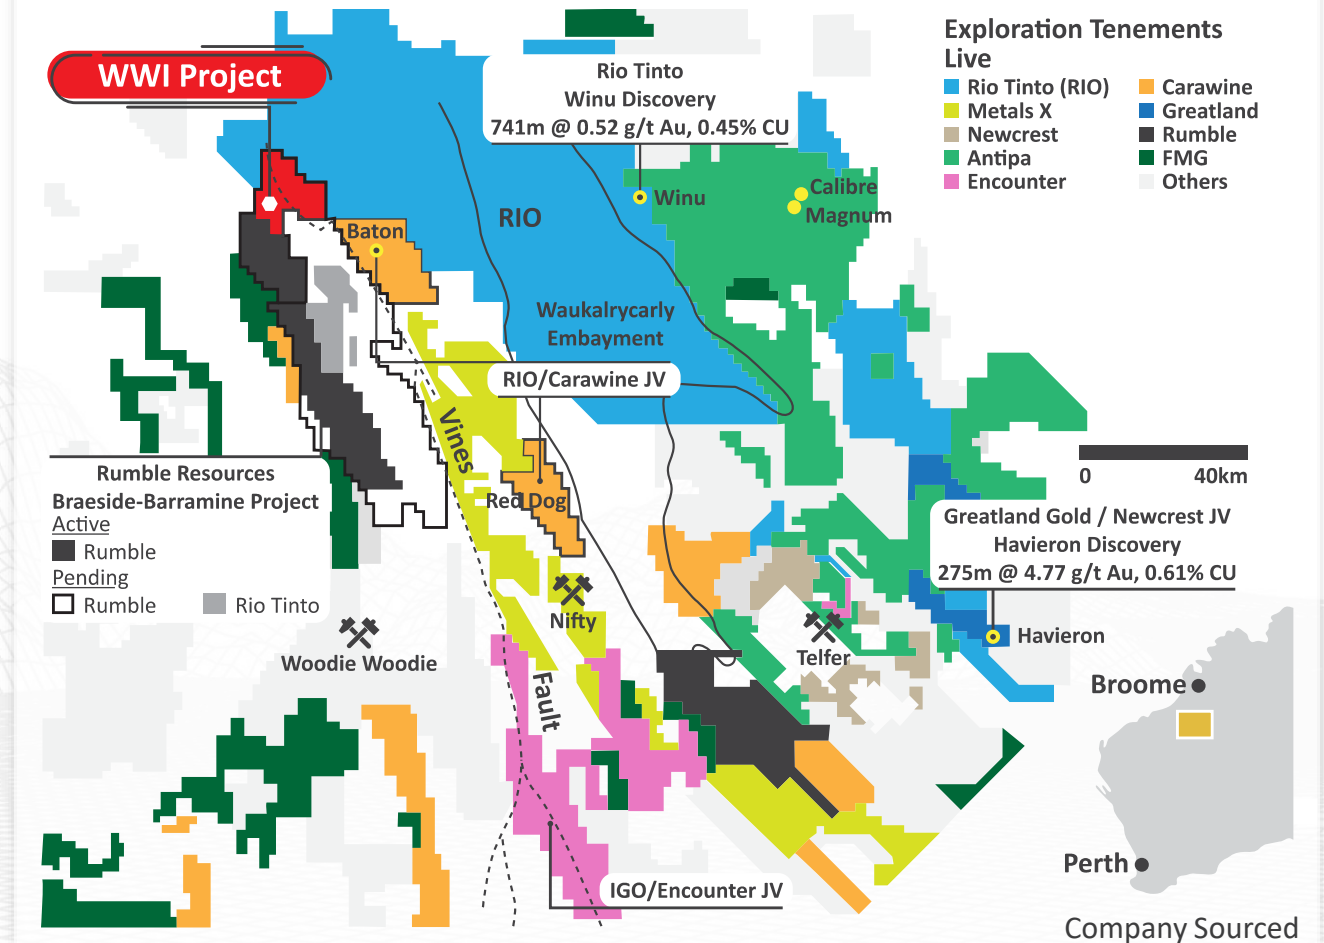 WWI Project
Rio Tinto
Winu Discovery
741m @ 0.52 g/t Au, 0.45% CU
Exploration Tenements
Live
Rio Tinto (RIO)
Metals X
Newcrest
Antipa
Encounter
Carawine
Greatland
Rumble
FMG
Others
Calibre
Magnum
Winu
RIO
Baton
Waukalrycarly
Embayment
RIO/Carawine JV
Vines
Red Dog
0 40km
Rumble Resources
Braeside-Barramine Project
Active
Rumble
Pending
Rumble
Rio Tinto
Greatland Gold / Newcrest JV
Havieron Discovery
275m @ 4.77 g/t Au, 0.61% CU
Nifty
Woodie Woodie
Telfer
Havieron
Fault
Broome
Perth
IGO/Encounter JV
Company Sourced